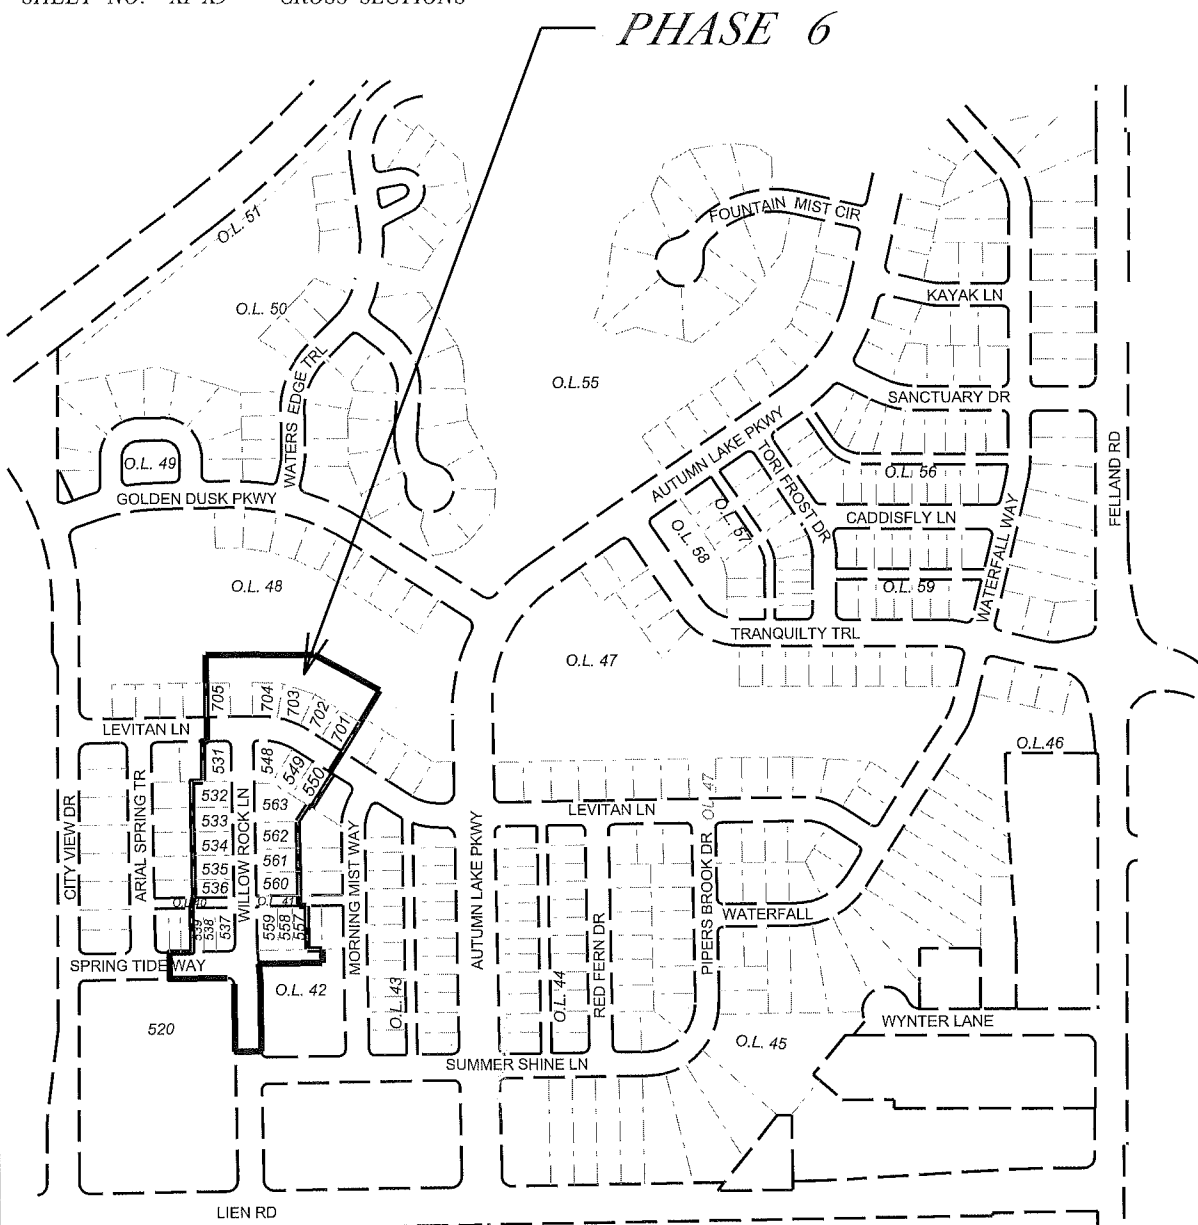 SHEET NO. X1-X9 CROSS SECTIONS
PHASE 6
O.L. 51
FOUNTAIN MIST CIR
KAYAK LN
O.L. 50
WATERS EDGE TRL
O.L.55
SANCTUARY DR
AUTUMN LAKE PKWY
TORI FROST DR
O.L. 49
GOLDEN DUSK PKWY
O.L. 56
FELLAND RD
O.L. 57
O.L. 58
CADDISFLY LN
WATERFALL WAY
O.L. 48
O.L. 59
TRANQUILTY TRL
O.L. 47
705
704
703
702
701
LEVITAN LN
O.L.46
531
548
549
550
532
563
533
562
534
561
535
560
536
CITY VIEW DR
ARIAL SPRING TR
WILLOW ROCK LN
MORNING MIST WAY
AUTUMN LAKE PKWY
LEVITAN LN
O.L. 47
PIPERS BROOK DR
O.L. 40
O.L. 41
539
538
537
559
558
557
WATERFALL
RED FERN DR
SPRING TIDE WAY
O.L. 42
O.L. 43
O.L. 44
520
WYNTER LANE
O.L. 45
SUMMER SHINE LN
LIEN RD